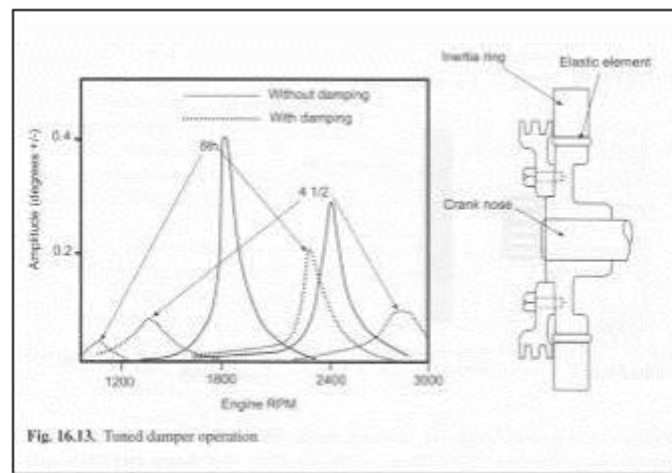 Inertia ring
Elastic element
Without damping
With damping
0.4
6th
4 1/2
Crank nose
0.2
Amplitude (degrees +/-)
1200
1800
2400
3000
Engine RPM
Fig. 16.13. Tuned damper operation